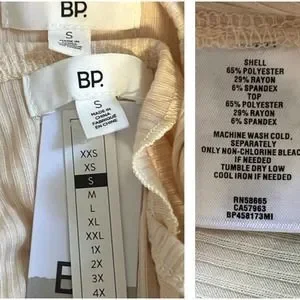 BP.
S
BP.
S
MADE IN
CHINA
FABRIQUÉ
EN CHINE
XXS
XS
S
M
L
XL
XXL
1X
2X
3X
4X
SHELL
65% POLYESTER
29% RAYON
6% SPANDEX
TOP
65% POLYESTER
29% RAYON
6% SPANDEX
MACHINE WASH COLD,
SEPARATELY
ONLY NON-CHLORINE BLEACH
IF NEEDED
TUMBLE DRY LOW
COOL IRON IF NEEDED
RN58665
CA57963
BP458173MI